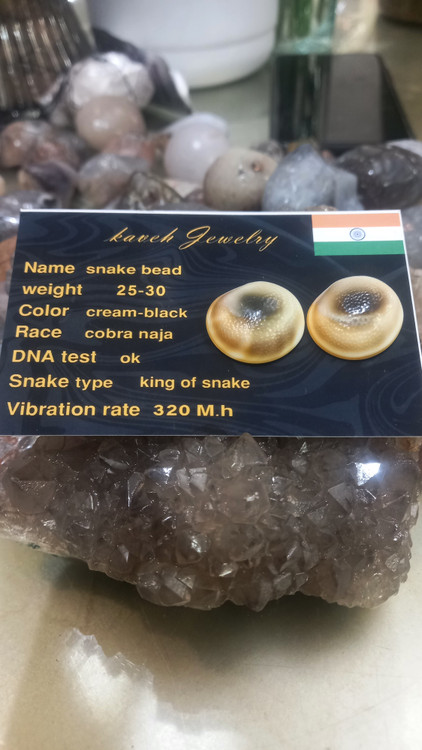 kaveh Jewelry
Name snake bead
weight 25-30
Color cream-black
Race cobra naja
DNA test ok
Snake type king of snake
Vibration rate 320 M.h